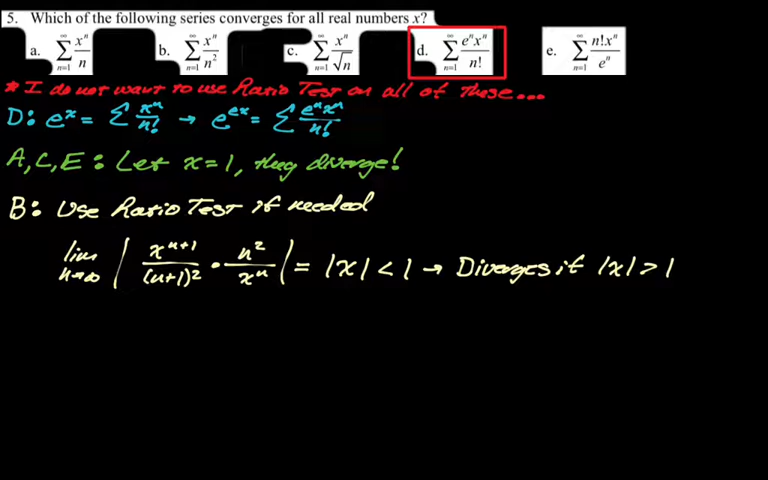 5. Which of the following series converges for all real numbers x?
a. ∑_{n=1}^{∞} x^n/n b. ∑_{n=1}^{∞} x^n/n^2 c. ∑_{n=1}^{∞} x^n/√n d. ∑_{n=1}^{∞} e^n x^n/n! e. ∑_{n=1}^{∞} n!x^n/e^n
* I do not want to use Ratio Test on all of these...
D: e^x = ∑ x^n/n! → e^{ex} = ∑ e^n x^n/n!
A, C, E: Let x = 1, they diverge!
B: Use Ratio Test if needed
lim_{n→∞} | x^{n+1}/(n+1)^2 · n^2/x^n | = |x| < 1 → Diverges if |x| > 1